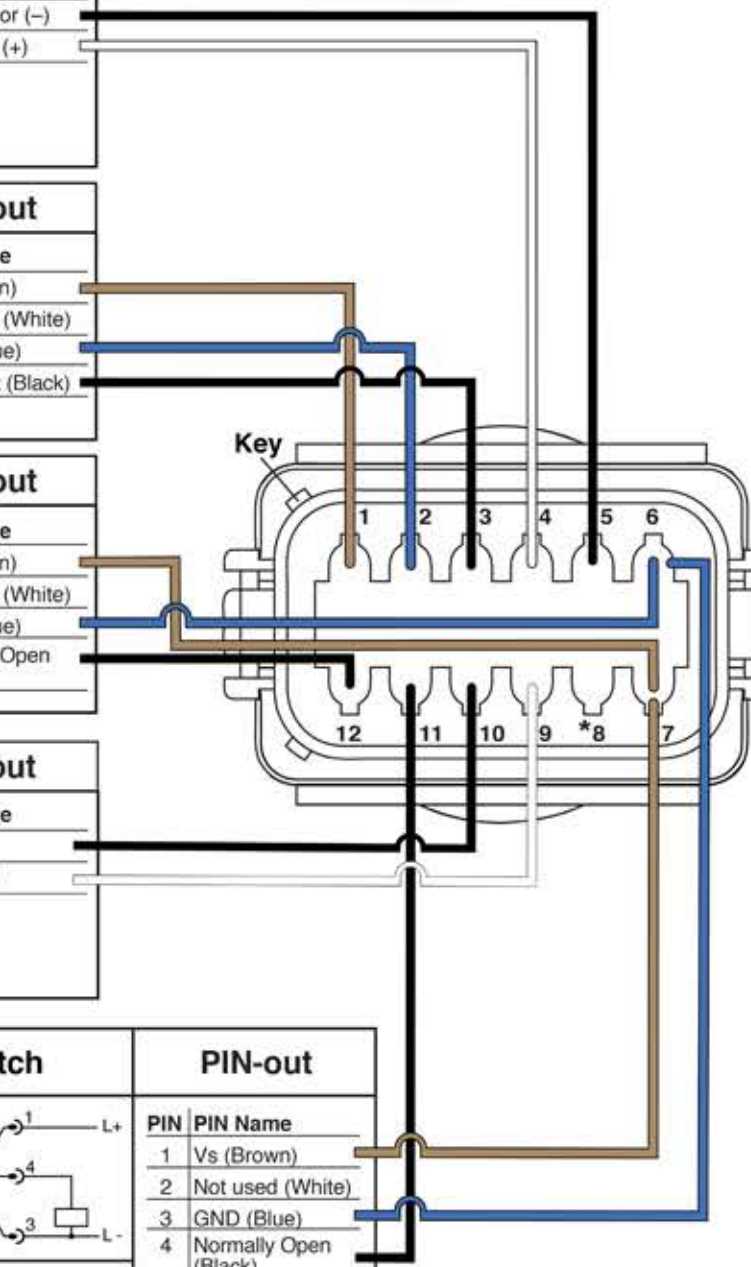 or (–)
(+)
out
e
n)
(White)
ue)
t (Black)
Key
1 2 3 4 5 6
out
e
n)
(White)
ue)
Open
12 11 10 9 *8 7
out
e
tch
PIN-out
1 L+
4
3 L -
PIN PIN Name
1 Vs (Brown)
2 Not used (White)
3 GND (Blue)
4 Normally Open
(Black)